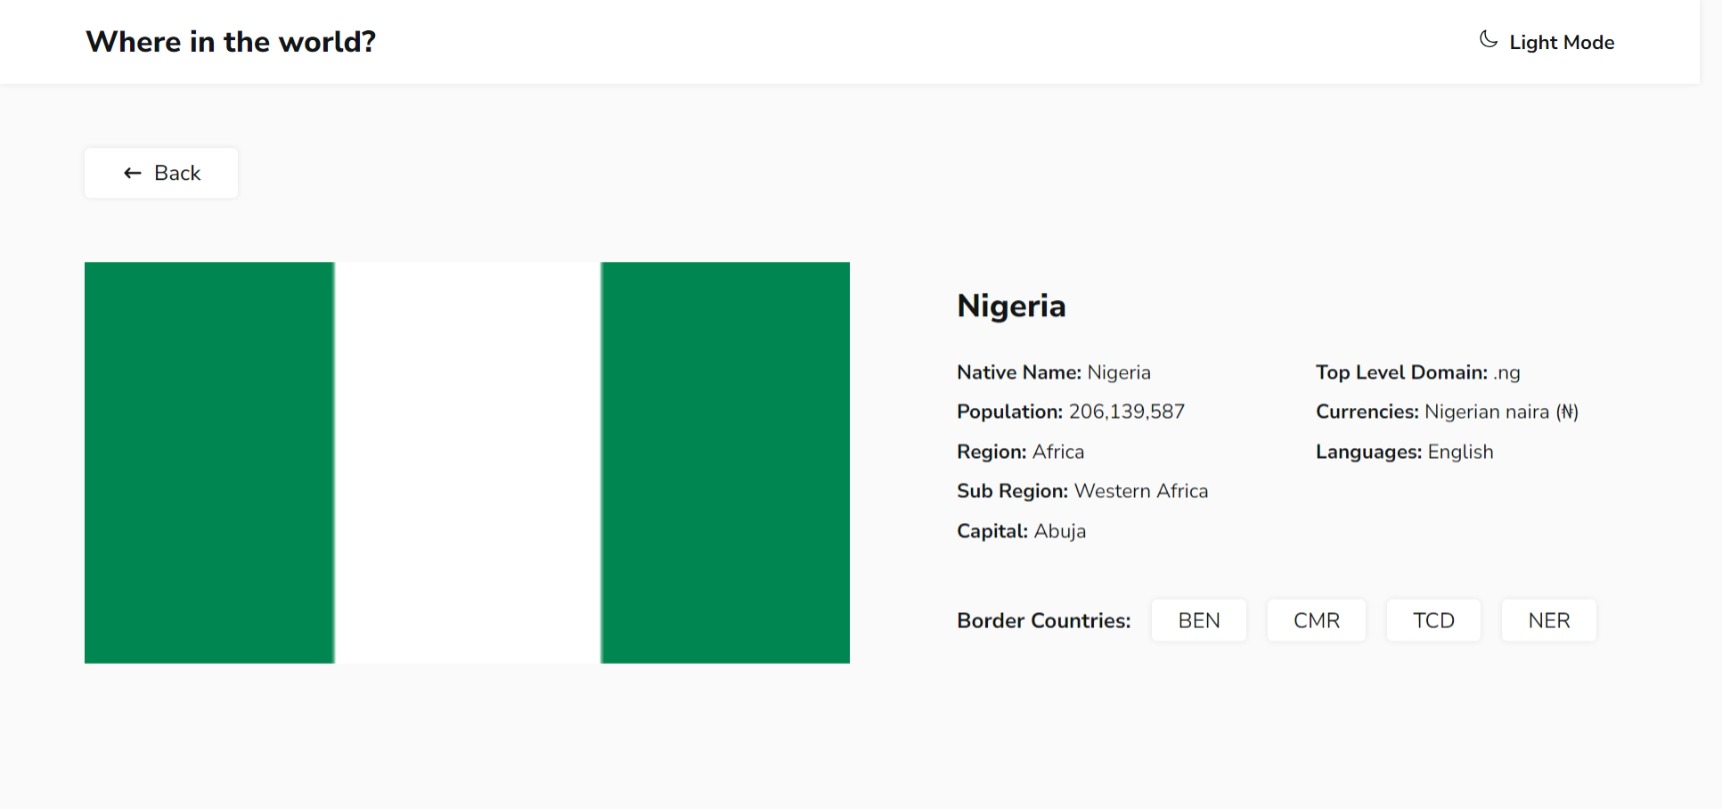 Where in the world?
Light Mode
Back
Nigeria
Native Name: Nigeria
Population: 206,139,587
Region: Africa
Sub Region: Western Africa
Capital: Abuja
Top Level Domain: .ng
Currencies: Nigerian naira (₦)
Languages: English
Border Countries: BEN CMR TCD NER